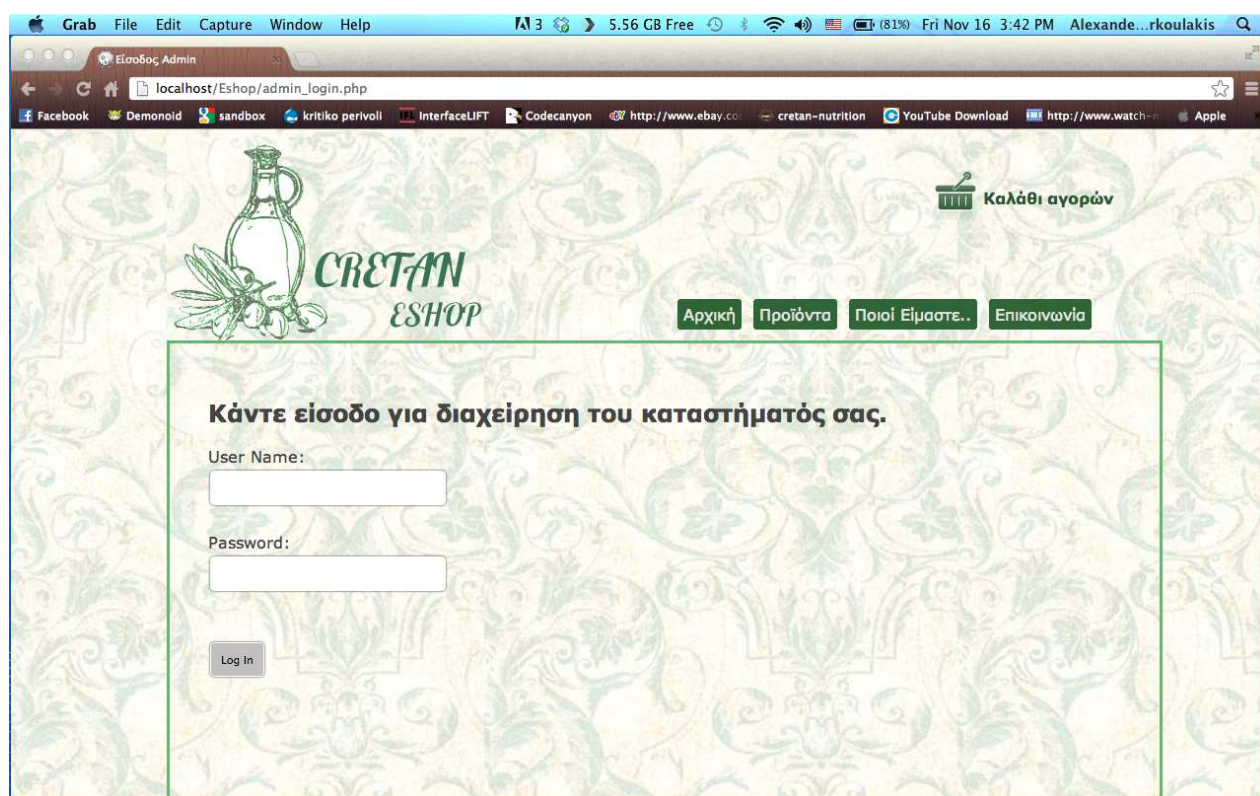 Grab File Edit Capture Window Help 3 5.56 GB Free (81%) Fri Nov 16 3:42 PM Alexande...rkoulakis
Είσοδος Admin
localhost/Eshop/admin_login.php
Facebook Demonoid sandbox kritiko perivoli InterfaceLIFT Codecanyon http://www.ebay.co cretan-nutrition YouTube Download http://www.watch- Apple
Καλάθι αγορών
CRETAN
ESHOP
Αρχική Προϊόντα Ποιοί Είμαστε.. Επικοινωνία
Κάντε είσοδο για διαχείρηση του καταστήματός σας.
User Name:
Password:
Log In